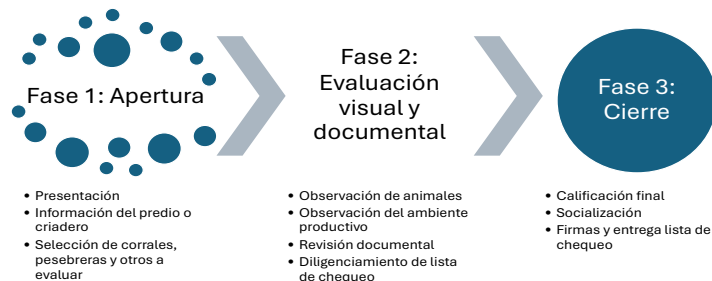 Fase 1: Apertura
• Presentación
• Información del predio o
criadero
• Selección de corrales,
pesebreras y otros a
evaluar
Fase 2:
Evaluación
visual y
documental
• Observación de animales
• Observación del ambiente
productivo
• Revisión documental
• Diligenciamiento de lista
de chequeo
Fase 3:
Cierre
• Calificación final
• Socialización
• Firmas y entrega lista de
chequeo